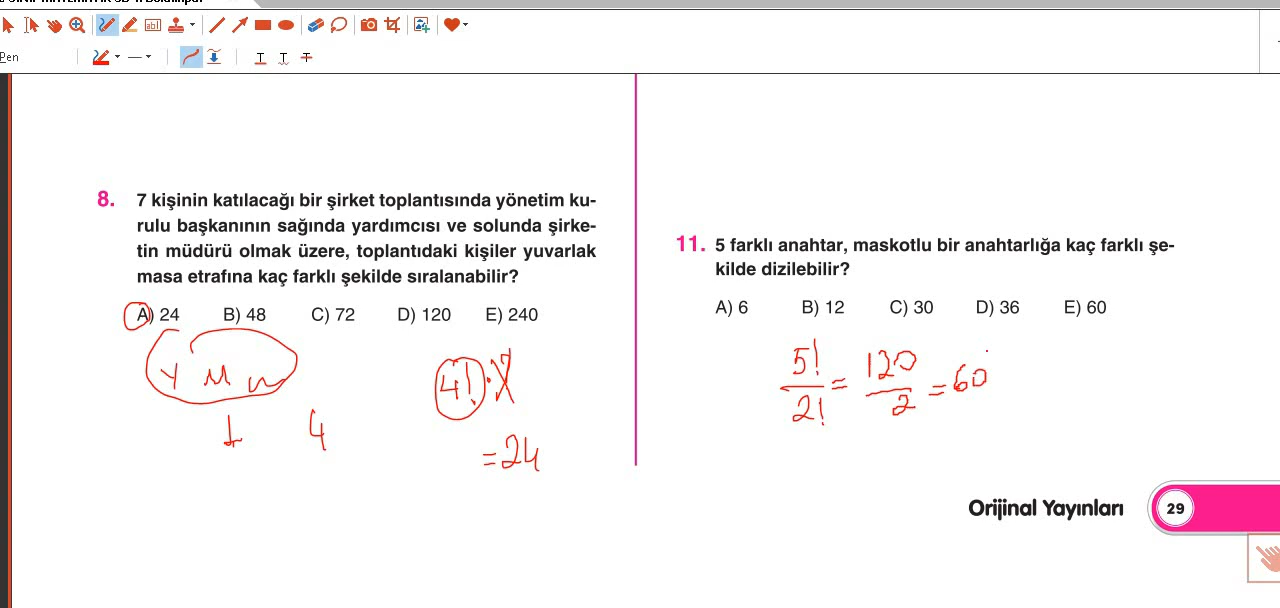 Pen
8. 7 kişinin katılacağı bir şirket toplantısında yönetim ku-
rulu başkanının sağında yardımcısı ve solunda şirke-
tin müdürü olmak üzere, toplantıdaki kişiler yuvarlak
masa etrafına kaç farklı şekilde sıralanabilir?
A) 24 B) 48 C) 72 D) 120 E) 240
4! · 
1 4
= 24
11. 5 farklı anahtar, maskotlu bir anahtarlığa kaç farklı şe-
kilde dizilebilir?
A) 6 B) 12 C) 30 D) 36 E) 60
5!/2! = 120/2 = 60
Orijinal Yayınları 29